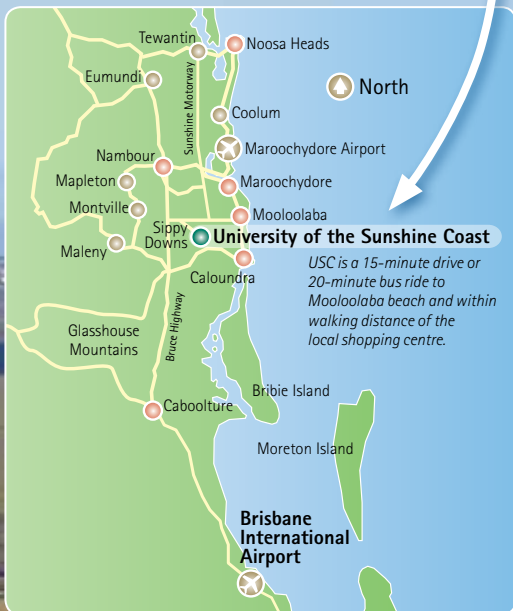 Tewantin
Noosa Heads
Eumundi
Sunshine Motorway
North
Coolum
Maroochydore Airport
Nambour
Mapleton
Maroochydore
Montville
Mooloolaba
Sippy
Downs
University of the Sunshine Coast
Maleny
USC is a 15-minute drive or
20-minute bus ride to
Mooloolaba beach and within
walking distance of the
local shopping centre.
Caloundra
Bruce Highway
Glasshouse
Mountains
Bribie Island
Caboolture
Moreton Island
Brisbane
International
Airport